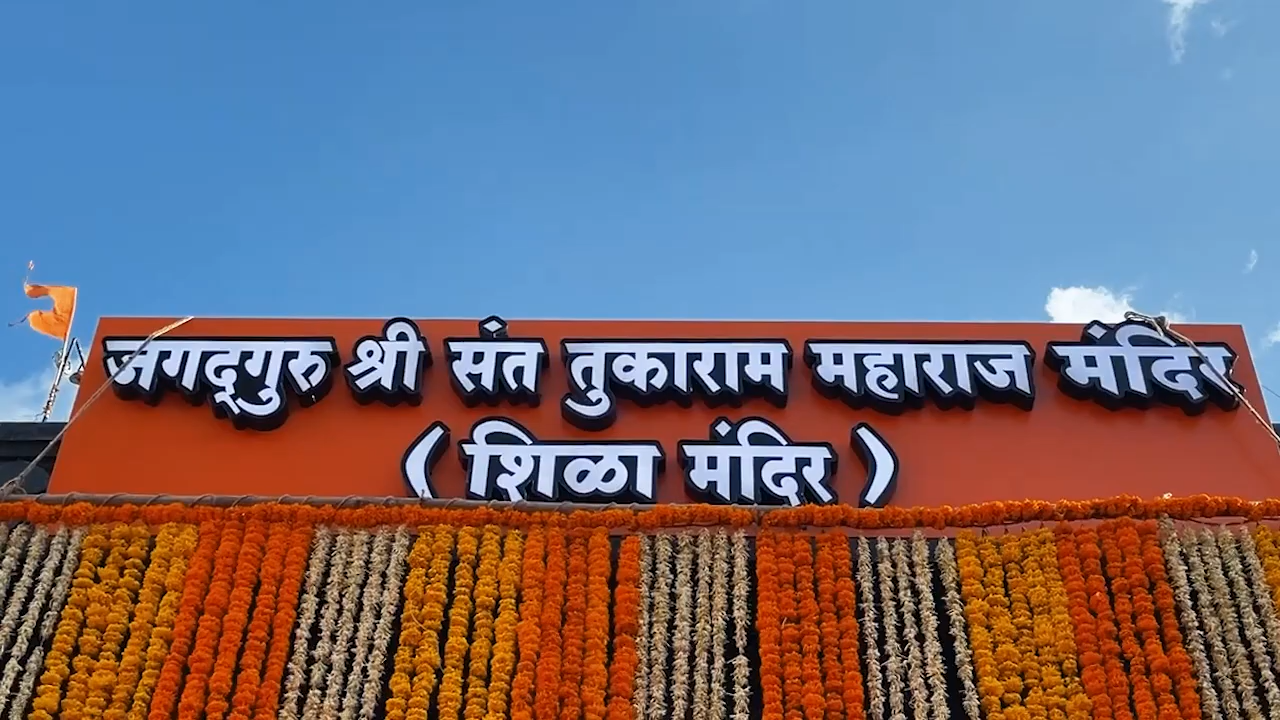 जगद्गुरु श्री संत तुकाराम महाराज मंदिर
( शिळा मंदिर )